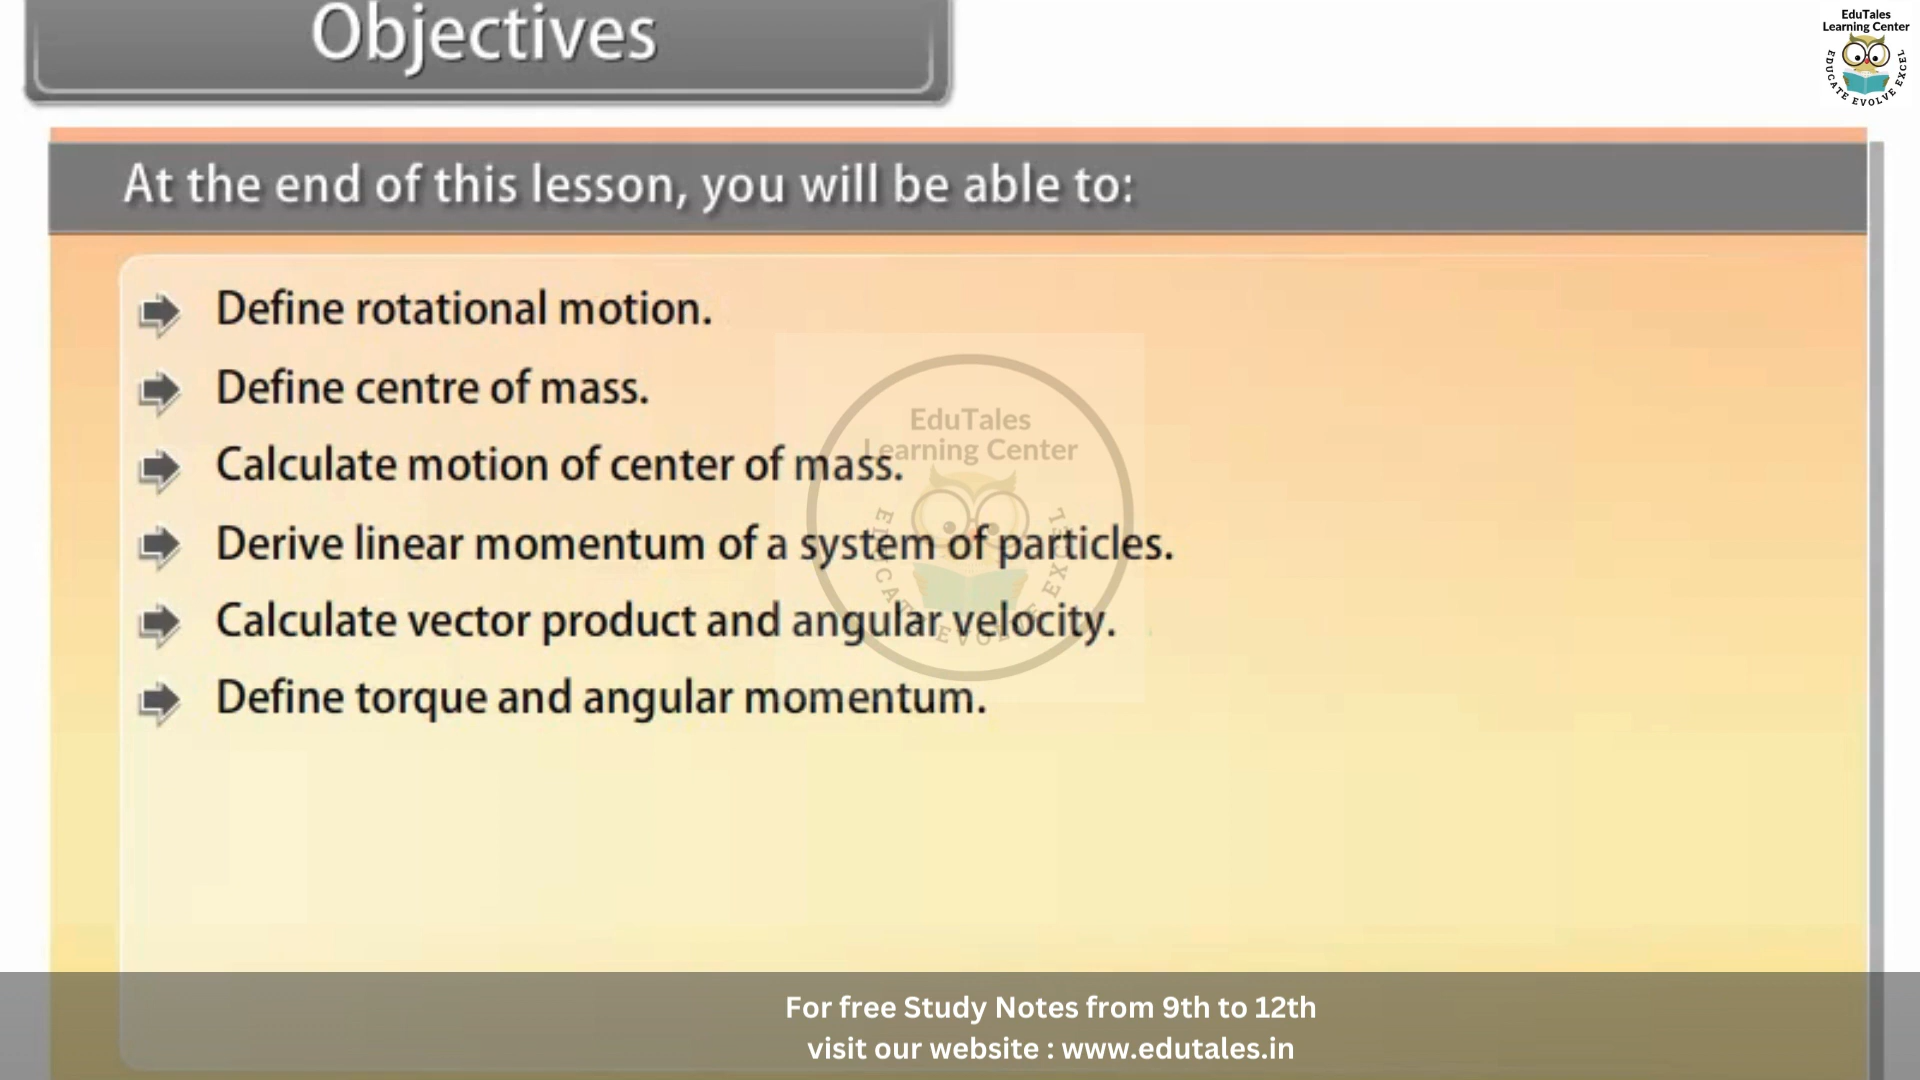 Objectives
EduTales
Learning Center
EDUCATE EVOLVE EXCEL
At the end of this lesson, you will be able to:
Define rotational motion.
Define centre of mass.
EduTales
Learning Center
Calculate motion of center of mass.
Derive linear momentum of a system of particles.
EDUCATE EVOLVE EXCEL
Calculate vector product and angular velocity.
Define torque and angular momentum.
For free Study Notes from 9th to 12th
visit our website : www.edutales.in